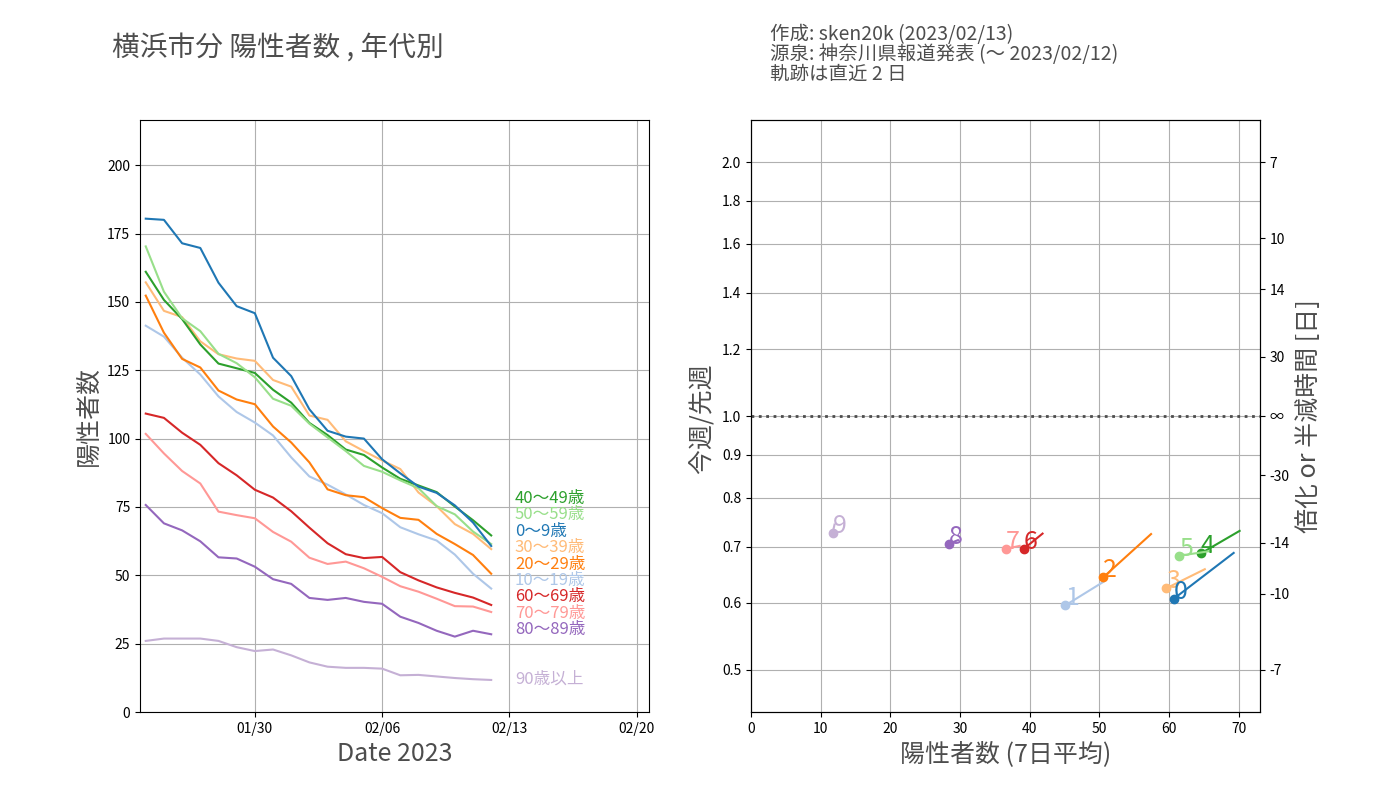 横浜市分 陽性者数 , 年代別
作成: sken20k (2023/02/13)
源泉: 神奈川県報道発表 (〜 2023/02/12)
軌跡は直近 2 日
陽性者数
200
175
150
125
100
75
50
25
0
01/30
02/06
02/13
02/20
Date 2023
40〜49歳
50〜59歳
0〜9歳
30〜39歳
20〜29歳
10〜19歳
60〜69歳
70〜79歳
80〜89歳
90歳以上
今週/先週
2.0
1.8
1.6
1.4
1.2
1.0
0.9
0.8
0.7
0.6
0.5
9
8
7
6
5
4
3
2
1
0
0
10
20
30
40
50
60
70
陽性者数 (7日平均)
7
10
14
30
∞
-30
-14
-10
-7
倍化 or 半減時間 [日]